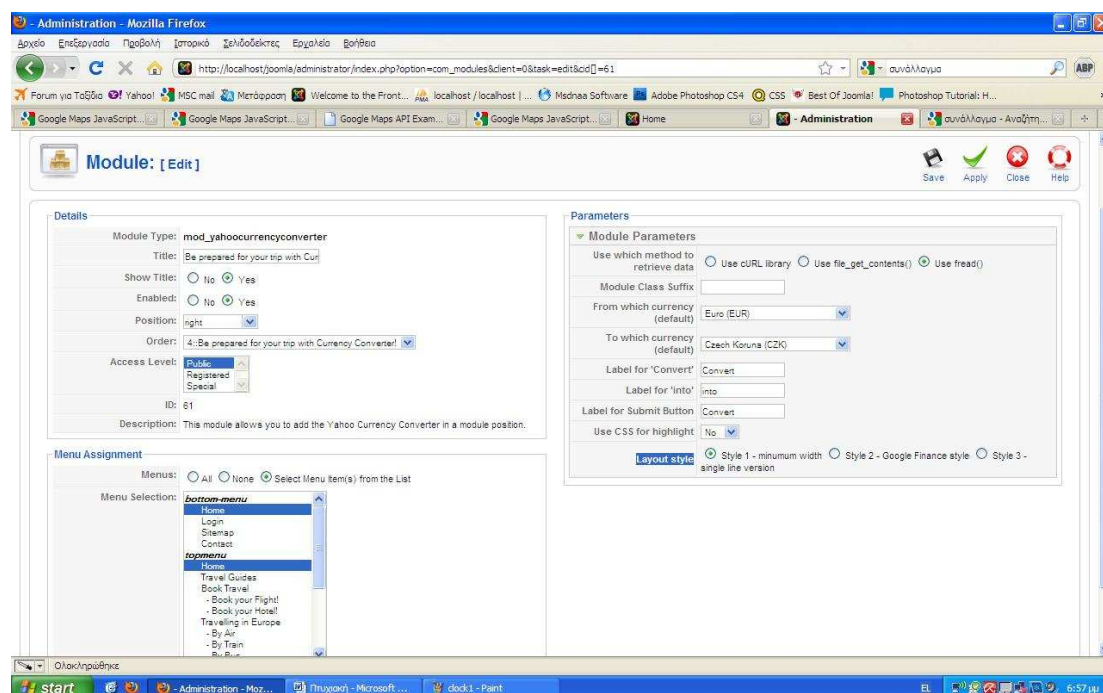 - Administration - Mozilla Firefox
Αρχείο Επεξεργασία Προβολή Ιστορικό Σελιδοδείκτες Εργαλεία Βοήθεια
http://localhost/joomla/administrator/index.php?option=com_modules&client=0&task=edit&cid[]=61
συνάλλαγμα
ABP
Forum για Ταξίδια Yahoo! MSC mail Μετάφραση Welcome to the Front... localhost / localhost | ... Msdnaa Software Adobe Photoshop CS4 CSS Best Of Joomla! Photoshop Tutorial: H...
Google Maps JavaScript... Google Maps JavaScript... Google Maps API Exam... Google Maps JavaScript... Home - Administration συνάλλαγμα - Αναζήτη...
Module: [ Edit ]
Save Apply Close Help
Details
Module Type: mod_yahoocurrencyconverter
Title: Be prepared for your trip with Cur
Show Title: No Yes
Enabled: No Yes
Position: right
Order: 4::Be prepared for your trip with Currency Converter!
Access Level: Public
Registered
Special
ID: 61
Description: This module allows you to add the Yahoo Currency Converter in a module position.
Menu Assignment
Menus: All None Select Menu Item(s) from the List
Menu Selection: bottom-menu
Home
Login
Sitemap
Contact
topmenu
Home
Travel Guides
Book Travel
- Book your Flight!
- Book your Hotel!
Travelling in Europe
- By Air
- By Train
- By Bus
Parameters
Module Parameters
Use which method to retrieve data Use cURL library Use file_get_contents() Use fread()
Module Class Suffix
From which currency (default) Euro (EUR)
To which currency (default) Czech Koruna (CZK)
Label for 'Convert' Convert
Label for 'into' into
Label for Submit Button Convert
Use CSS for highlight No
Layout style Style 1 - minumum width Style 2 - Google Finance style Style 3 -
single line version
Ολοκληρώθηκε
start - Administration - Moz... Πτυχιακή - Microsoft ... clock1 - Paint EL 6:57 μμ